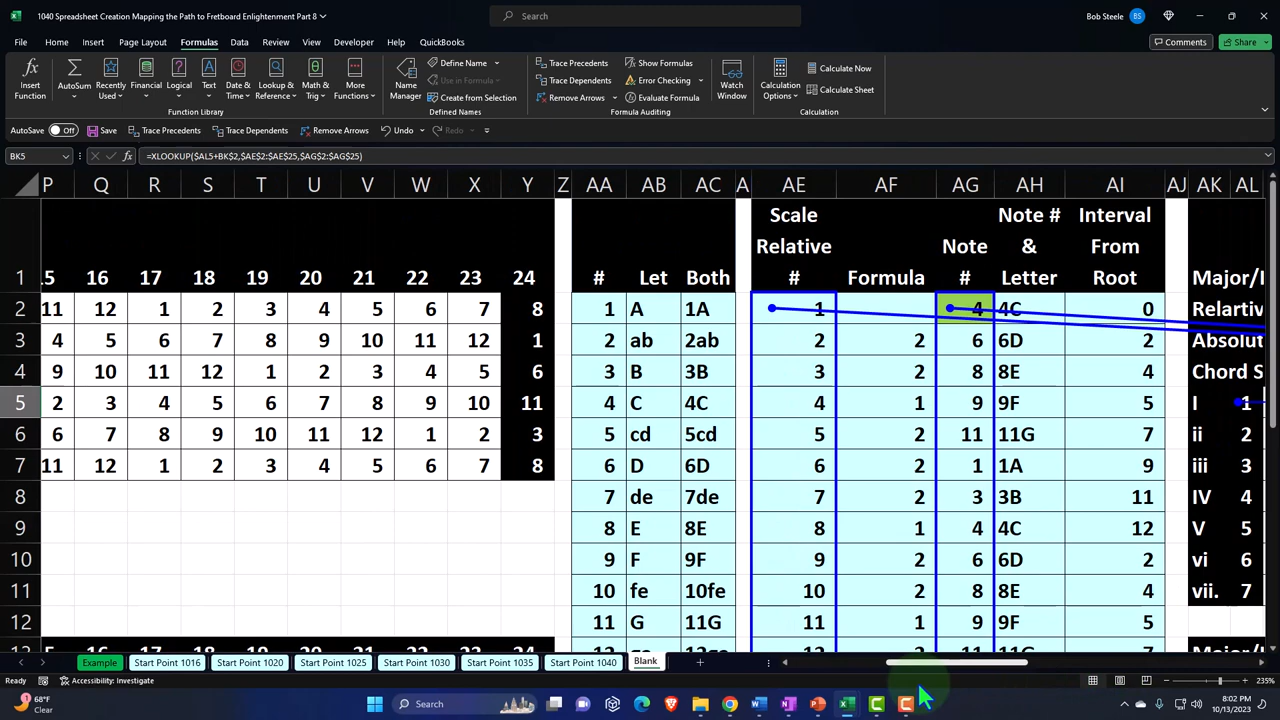 1040 Spreadsheet Creation Mapping the Path to Fretboard Enlightenment Part 8
Search
Bob Steele BS
File Home Insert Page Layout Formulas Data Review View Developer Help QuickBooks
Comments Share
Insert Function
AutoSum
Recently Used
Financial
Logical
Text
Date & Time
Lookup & Reference
Math & Trig
More Functions
Function Library
Name Manager
Define Name
Use in Formula
Create from Selection
Defined Names
Trace Precedents
Trace Dependents
Remove Arrows
Show Formulas
Error Checking
Evaluate Formula
Formula Auditing
Watch Window
Calculation Options
Calculate Now
Calculate Sheet
Calculation
AutoSave Off Save Trace Precedents Trace Dependents Remove Arrows Undo Redo
BK5 fx =XLOOKUP($AL5+BK$2,$AE$2:$AE$25,$AG$2:$AG$25)
P Q R S T U V W X Y Z AA AB AC A AE AF AG AH AI AJ AK AL
Scale Note # Interval
Relative Note & From
1 15 16 17 18 19 20 21 22 23 24 # Let Both # Formula # Letter Root Major/
2 11 12 1 2 3 4 5 6 7 8 1 A 1A 1 4 4C 0 Relartiv
3 4 5 6 7 8 9 10 11 12 1 2 ab 2ab 2 2 6 6D 2 Absolut
4 9 10 11 12 1 2 3 4 5 6 3 B 3B 3 2 8 8E 4 Chord S
5 2 3 4 5 6 7 8 9 10 11 4 C 4C 4 1 9 9F 5 I 1
6 6 7 8 9 10 11 12 1 2 3 5 cd 5cd 5 2 11 11G 7 ii 2
7 11 12 1 2 3 4 5 6 7 8 6 D 6D 6 2 1 1A 9 iii 3
8 7 de 7de 7 2 3 3B 11 IV 4
9 8 E 8E 8 1 4 4C 12 V 5
10 9 F 9F 9 2 6 6D 2 vi 6
11 10 fe 10fe 10 2 8 8E 4 vii. 7
12 11 G 11G 11 1 9 9F 5
Example Start Point 1016 Start Point 1020 Start Point 1025 Start Point 1030 Start Point 1035 Start Point 1040 Blank
Ready Accessibility: Investigate 235%
68°F
Clear
Search
8:02 PM
10/13/2023